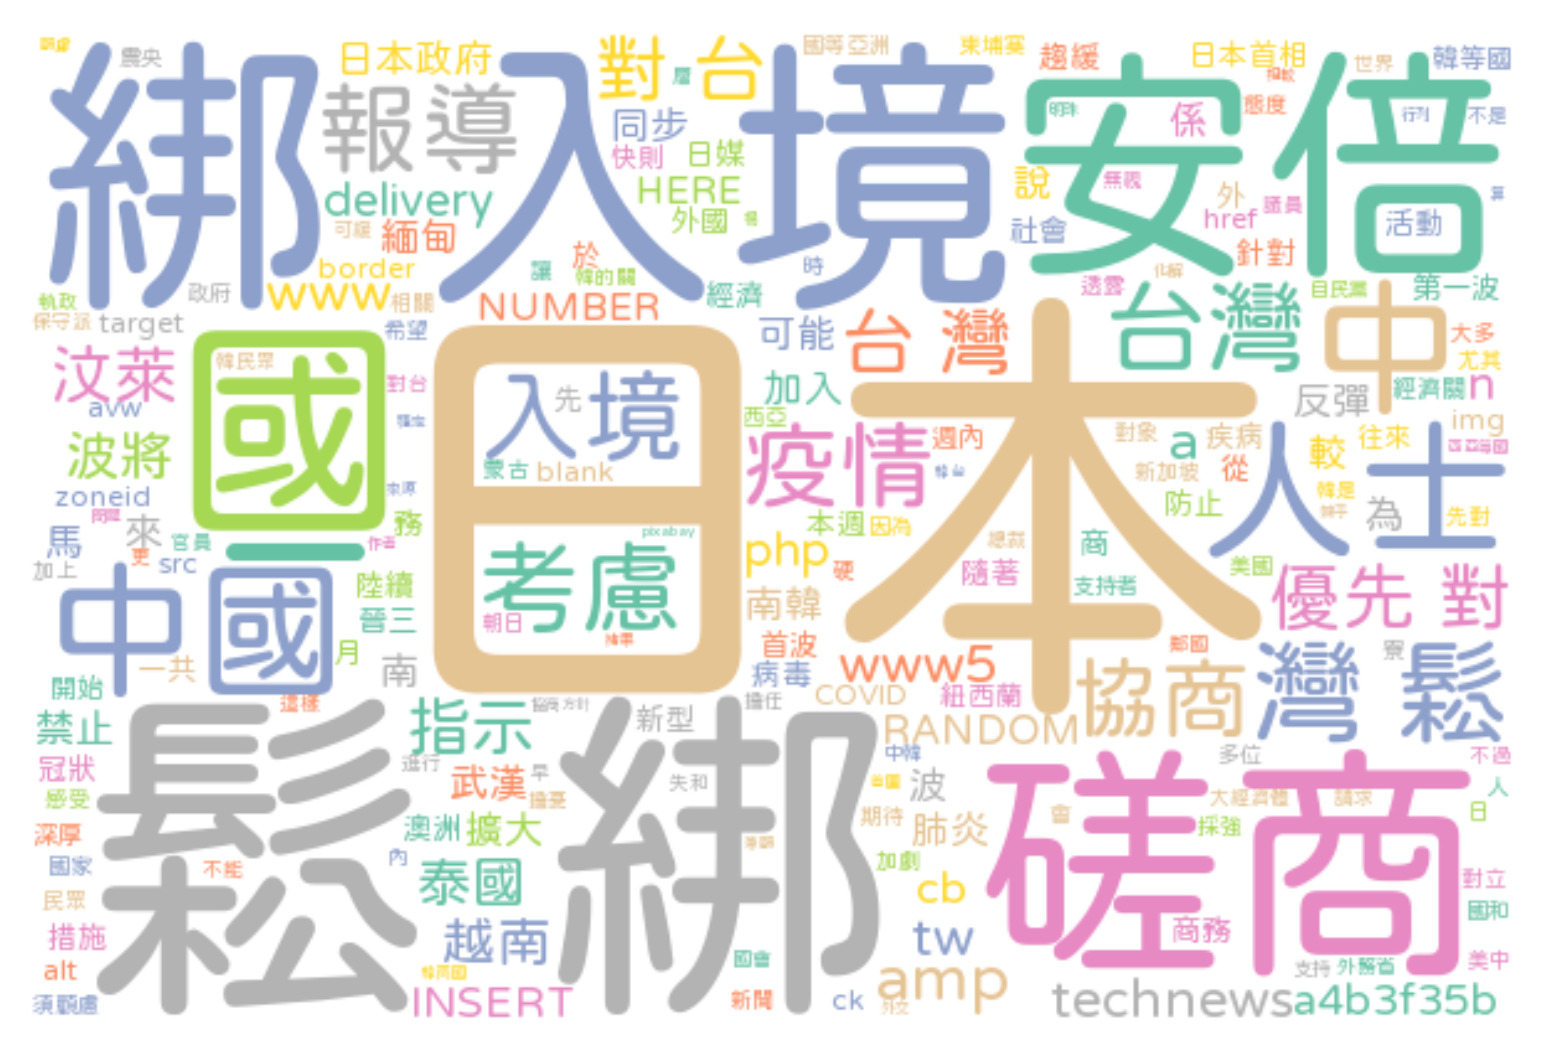 震央
日本政府
對 台
國等 亞洲
柬埔寨
趨緩
日本首相
世界
韓等國
綁 入境
報導
同步
快則
日媒
安倍
係
態度
行列
不是
delivery
HERE
說
無視
外
議員
緬甸
外國
社會
href
活動
可緩
於
針對
border
讓
韓的關
時
透露
化解
執政
政府
www
相關
NUMBER
經濟
自民黨
第一波
保守派
target
希望
可能
台 灣
台灣
中
大多
尤其
汶萊
國
韓民眾
日本
對台
入境
先
加入
反彈
經濟關
n
avw
西亞
img
波將
疫情
週內
對象
a
疾病
較
往來
人士
蒙古
blank
新加坡
從
zoneid
防止
韓是
馬
來
務
pixabay
本週
因為
為
先對
更
官員
作者
php
總裁
商
加上
src
考慮
硬
隨著
美國
中國
陸續
支持者
優先 對
晉三
朝日
南韓
一共
月
首波
鄰國
南
病毒
www5
協商
灣 鬆
寮
開始
這樣
COVID
紐西蘭
禁止
指示
協商方針
新型
擔任
RANDOM
中韓
多位
不過
鬆 綁
冠狀
進行
武漢
早
失和
波
磋商
人
感受
擔憂
期待
會
大經濟體
請求
日
深厚
澳洲
擴大
肺炎
採強
國家
不能
內
泰國
加劇
cb
對立
民眾
國和
措施
越南
tw
商務
alt
國會
支持
外務省
美中
須顧慮
INSERT
新聞
ck
amp
外交
technews
a4b3f35b